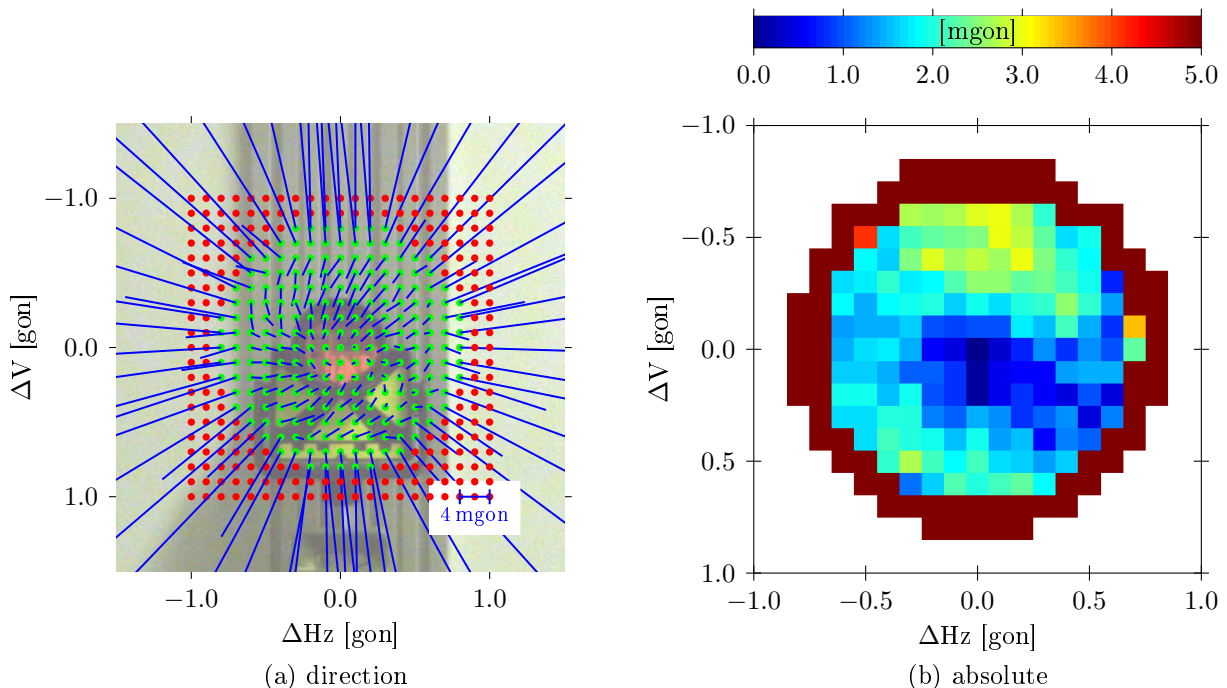 [mgon]
0.0 1.0 2.0 3.0 4.0 5.0
−1.0
0.0
1.0
ΔV [gon]
4 mgon
−1.0 0.0 1.0
ΔHz [gon]
(a) direction
−1.0
−0.5
0.0
0.5
1.0
ΔV [gon]
−1.0 −0.5 0.0 0.5 1.0
ΔHz [gon]
(b) absolute